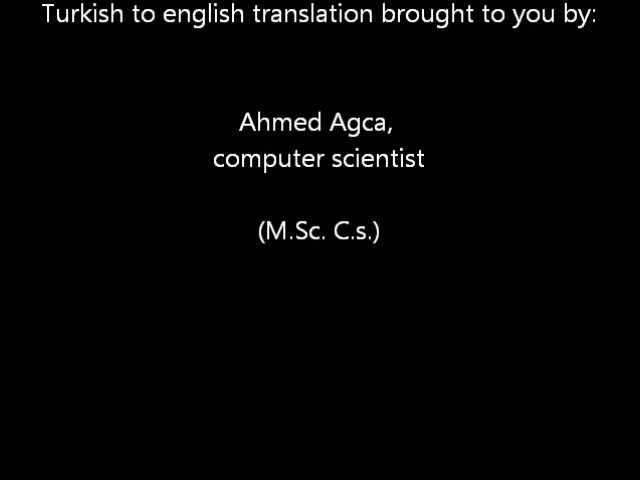 Turkish to english translation brought to you by:
Ahmed Agca,
computer scientist
(M.Sc. C.s.)